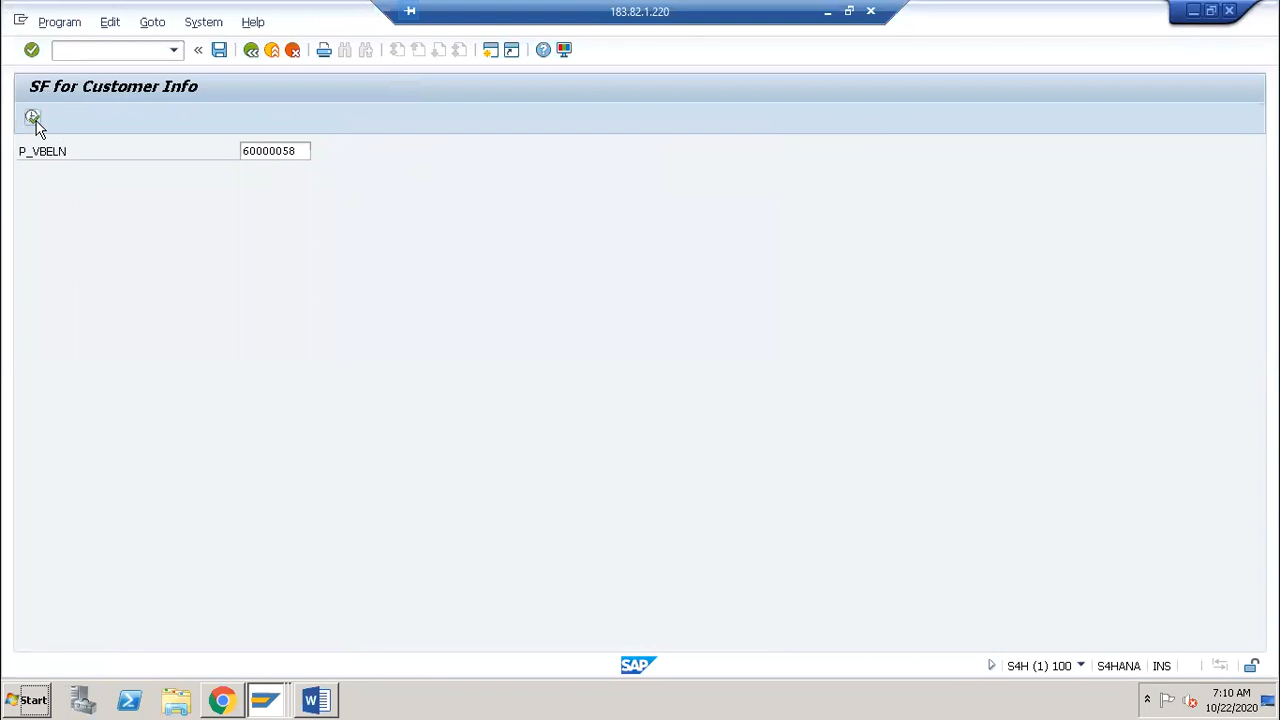 183.82.1.220
Program Edit Goto System Help
SF for Customer Info
P_VBELN 60000058
SAP
S4H (1) 100 S4HANA INS
Start
7:10 AM
10/22/2020